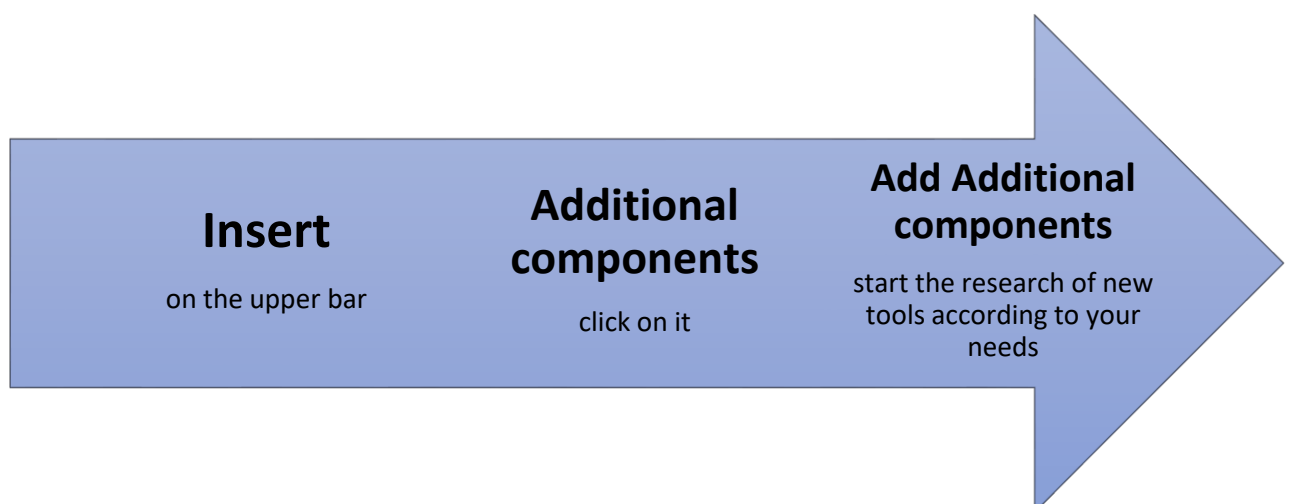 Insert
on the upper bar
Additional
components
click on it
Add Additional
components
start the research of new
tools according to your
needs